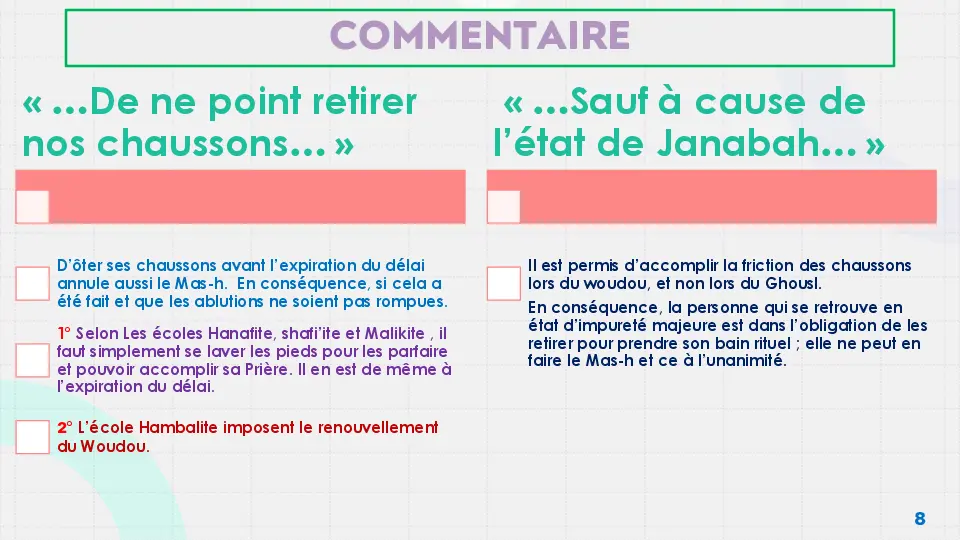 COMMENTAIRE
« …De ne point retirer
nos chaussons… »
D’ôter ses chaussons avant l’expiration du délai
annule aussi le Mas-h. En conséquence, si cela a
été fait et que les ablutions ne soient pas rompues.
1° Selon Les écoles Hanafite, shafi’ite et Malikite , il
faut simplement se laver les pieds pour les parfaire
et pouvoir accomplir sa Prière. Il en est de même à
l’expiration du délai.
2° L’école Hambalite imposent le renouvellement
du Woudou.
« …Sauf à cause de
l’état de Janabah… »
Il est permis d’accomplir la friction des chaussons
lors du woudou, et non lors du Ghousl.
En conséquence, la personne qui se retrouve en
état d’impureté majeure est dans l’obligation de les
retirer pour prendre son bain rituel ; elle ne peut en
faire le Mas-h et ce à l’unanimité.
8